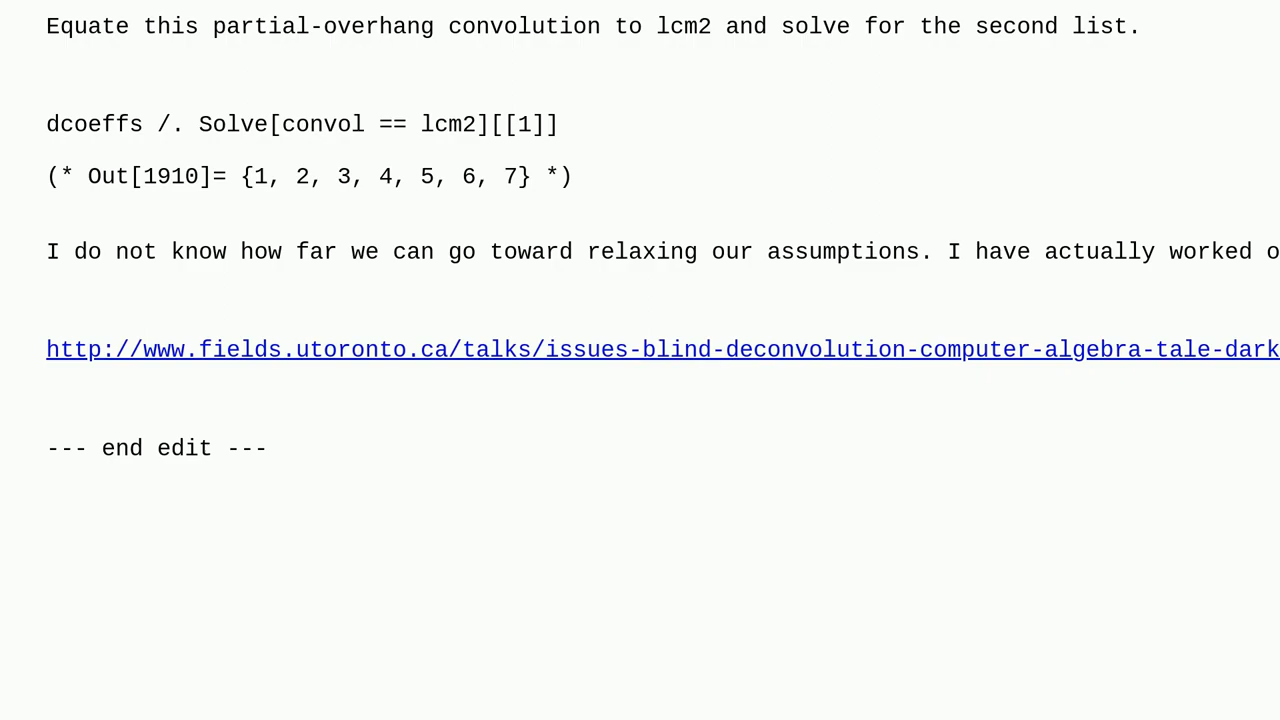 Equate this partial-overhang convolution to lcm2 and solve for the second list.
dcoeffs /. Solve[convol == lcm2][[1]]
(* Out[1910]= {1, 2, 3, 4, 5, 6, 7} *)
I do not know how far we can go toward relaxing our assumptions. I have actually worked o
http://www.fields.utoronto.ca/talks/issues-blind-deconvolution-computer-algebra-tale-dark
--- end edit ---